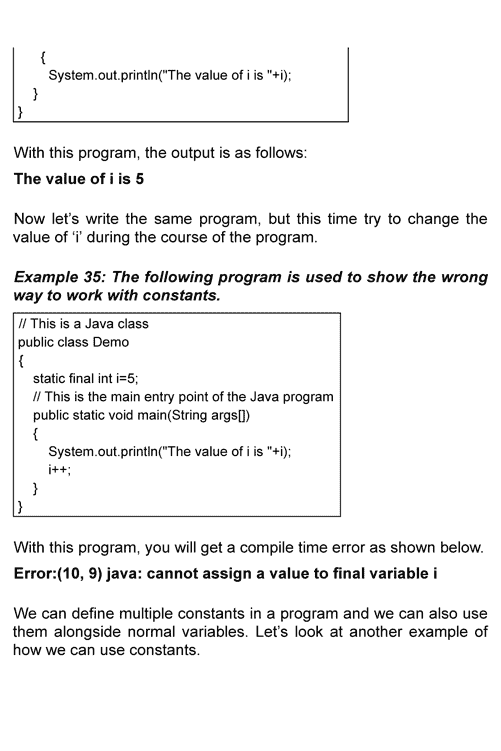 {
System.out.println("The value of i is "+i);
}
}
With this program, the output is as follows:
The value of i is 5
Now let's write the same program, but this time try to change the
value of ‘i’ during the course of the program.
Example 35: The following program is used to show the wrong
way to work with constants.
// This is a Java class
public class Demo
{
static final int i=5;
// This is the main entry point of the Java program
public static void main(String args[])
{
System.out.println("The value of i is "+i);
i++;
}
}
With this program, you will get a compile time error as shown below.
Error:(10, 9) java: cannot assign a value to final variable i
We can define multiple constants in a program and we can also use
them alongside normal variables. Let’s look at another example of
how we can use constants.